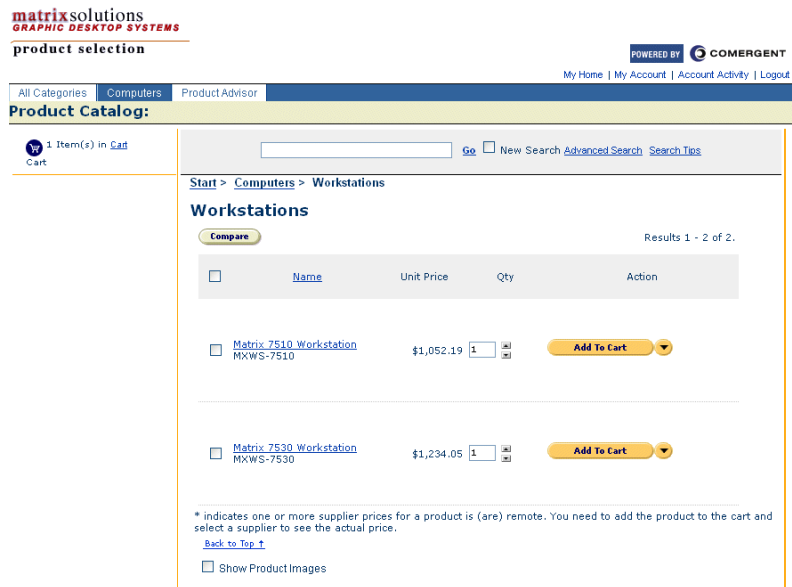 matrixsolutions
GRAPHIC DESKTOP SYSTEMS
product selection
POWERED BY COMERGENT
My Home | My Account | Account Activity | Logout
All Categories Computers Product Advisor
Product Catalog:
1 Item(s) in Cart
Cart
Go New Search Advanced Search Search Tips
Start > Computers > Workstations
Workstations
Compare Results 1 - 2 of 2.
Name Unit Price Qty Action
Matrix 7510 Workstation
MXWS-7510 $1,052.19 1 Add To Cart
Matrix 7530 Workstation
MXWS-7530 $1,234.05 1 Add To Cart
* indicates one or more supplier prices for a product is (are) remote. You need to add the product to the cart and
select a supplier to see the actual price.
Back to Top ↑
Show Product Images